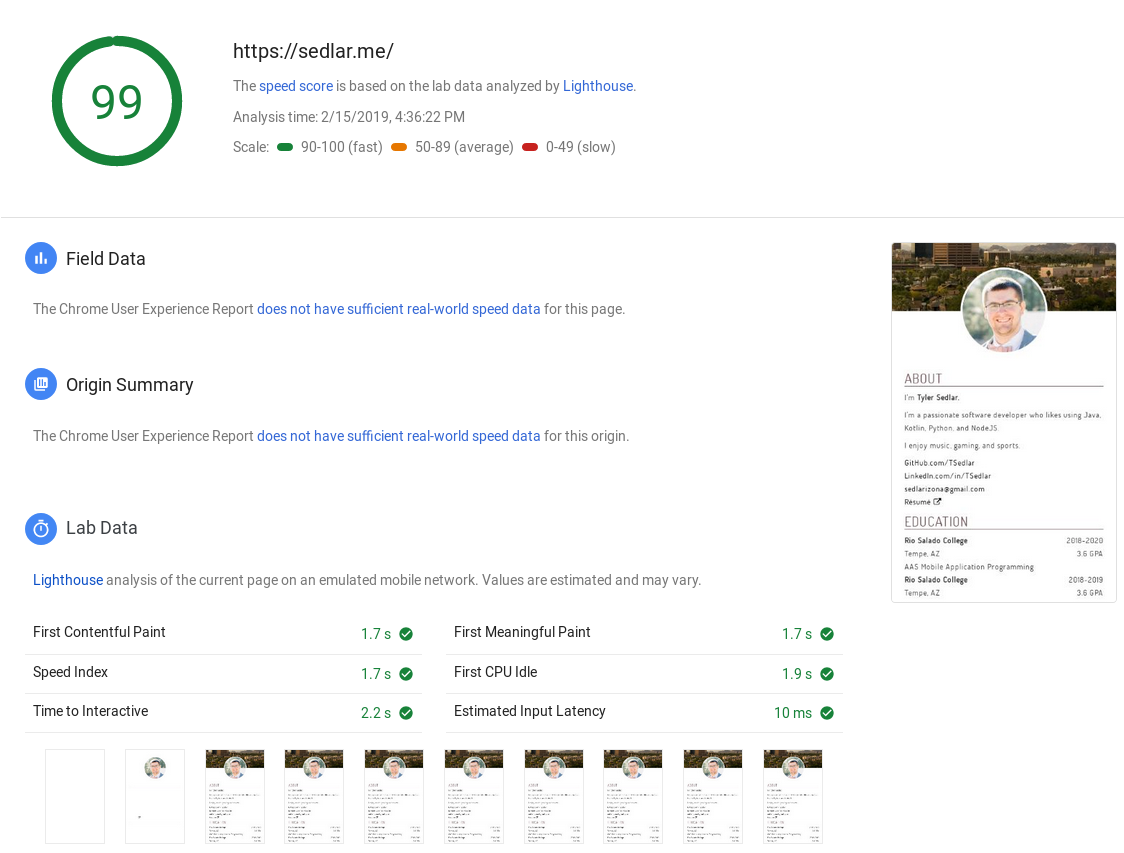 99
https://sedlar.me/
The speed score is based on the lab data analyzed by Lighthouse.
Analysis time: 2/15/2019, 4:36:22 PM
Scale: 90-100 (fast) 50-89 (average) 0-49 (slow)
Field Data
The Chrome User Experience Report does not have sufficient real-world speed data for this page.
Origin Summary
The Chrome User Experience Report does not have sufficient real-world speed data for this origin.
Lab Data
Lighthouse analysis of the current page on an emulated mobile network. Values are estimated and may vary.
First Contentful Paint 1.7 s
First Meaningful Paint 1.7 s
Speed Index 1.7 s
First CPU Idle 1.9 s
Time to Interactive 2.2 s
Estimated Input Latency 10 ms
ABOUT
I'm Tyler Sedlar.
I'm a passionate software developer who likes using Java,
Kotlin, Python, and NodeJS.
I enjoy music, gaming, and sports.
GitHub.com/TSedlar
LinkedIn.com/in/TSedlar
sedlarizona@gmail.com
Résumé
EDUCATION
Rio Salado College 2018-2020
Tempe, AZ 3.6 GPA
AAS Mobile Application Programming
Rio Salado College 2018-2019
Tempe, AZ 3.6 GPA